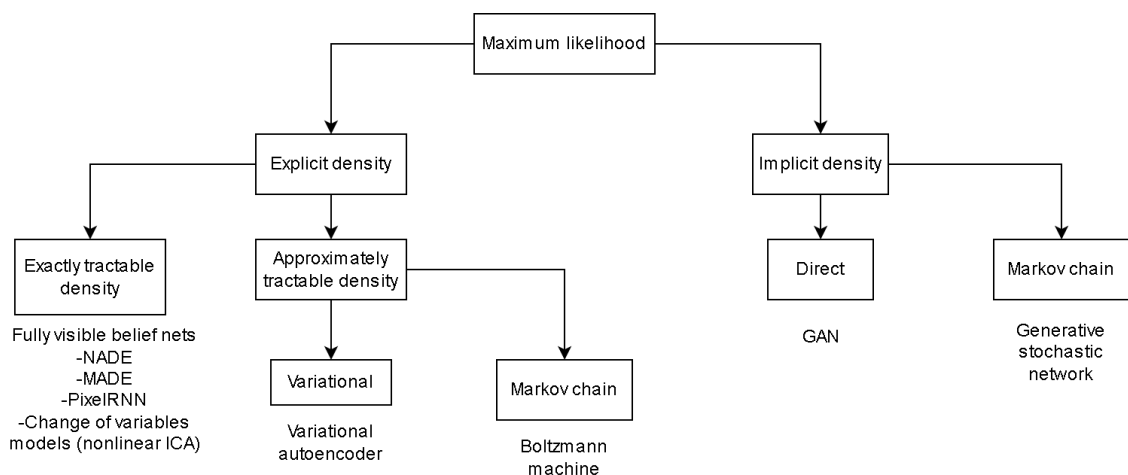 Maximum likelihood
Explicit density
Implicit density
Exactly tractable
density
Approximately
tractable density
Direct
Markov chain
Fully visible belief nets
-NADE
-MADE
-PixelRNN
-Change of variables
models (nonlinear ICA)
Variational
Variational
autoencoder
Markov chain
Boltzmann
machine
GAN
Generative
stochastic
network